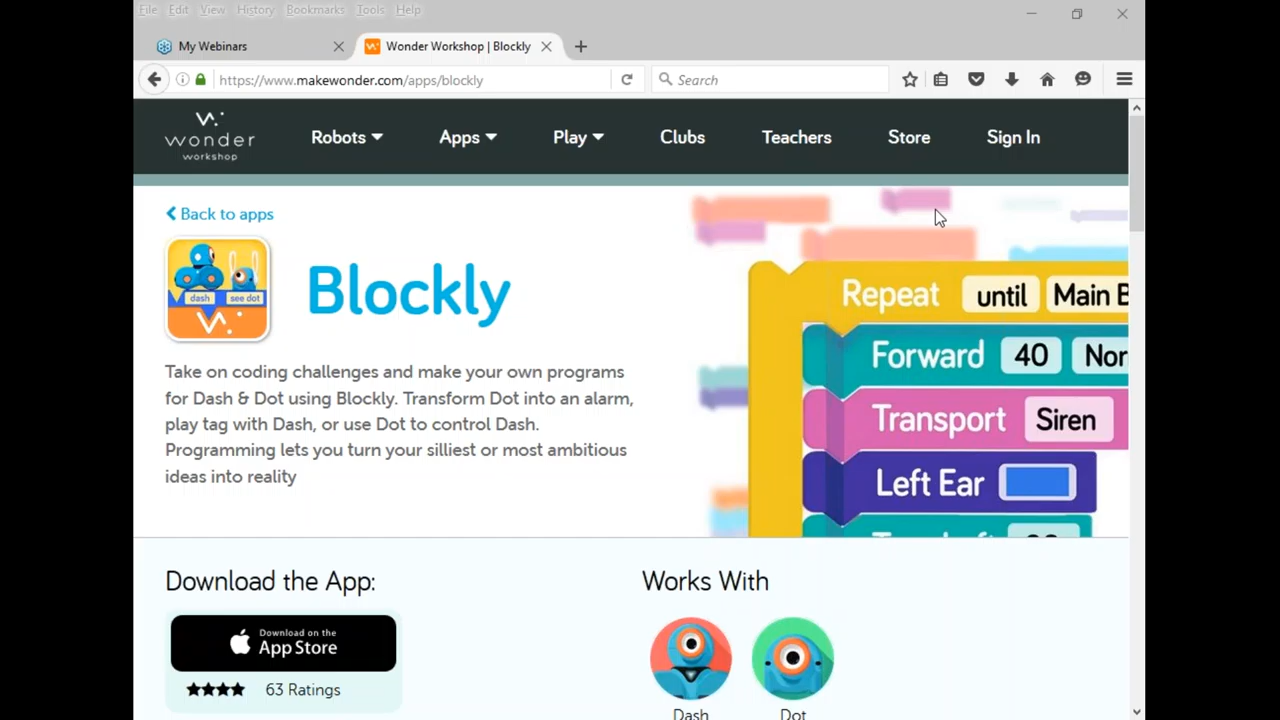 File Edit View History Bookmarks Tools Help
My Webinars
Wonder Workshop | Blockly
https://www.makewonder.com/apps/blockly
Search
wonder
workshop
Robots
Apps
Play
Clubs
Teachers
Store
Sign In
Back to apps
dash
see dot
Blockly
Take on coding challenges and make your own programs
for Dash & Dot using Blockly. Transform Dot into an alarm,
play tag with Dash, or use Dot to control Dash.
Programming lets you turn your silliest or most ambitious
ideas into reality
Repeat until Main B
Forward 40 Nor
Transport Siren
Left Ear
Download the App:
Download on the
App Store
63 Ratings
Works With
Dash
Dot